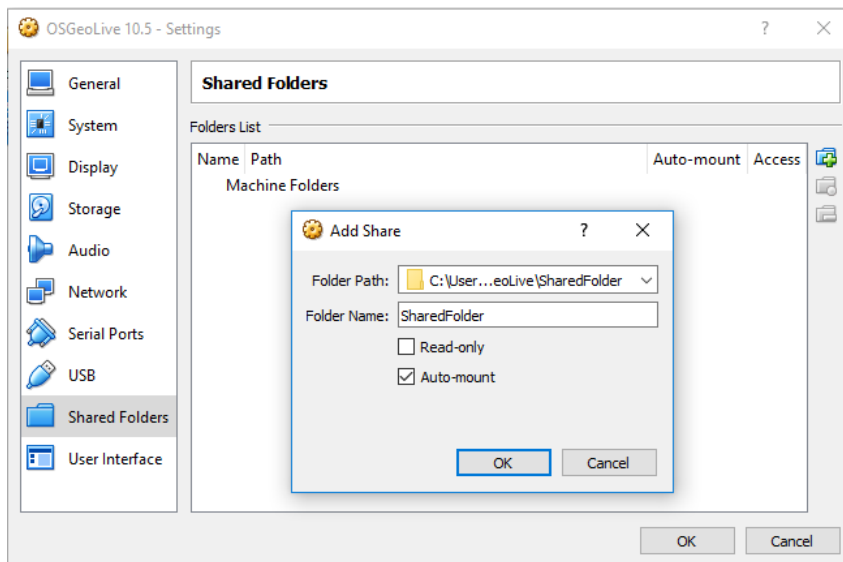 OSGeoLive 10.5 - Settings ?
General
System
Display
Storage
Audio
Network
Serial Ports
USB
Shared Folders
User Interface
Shared Folders
Folders List
Name Path Auto-mount Access
Machine Folders
Add Share ?
Folder Path: C:\User...eoLive\SharedFolder
Folder Name: SharedFolder
Read-only
Auto-mount
OK Cancel
OK Cancel